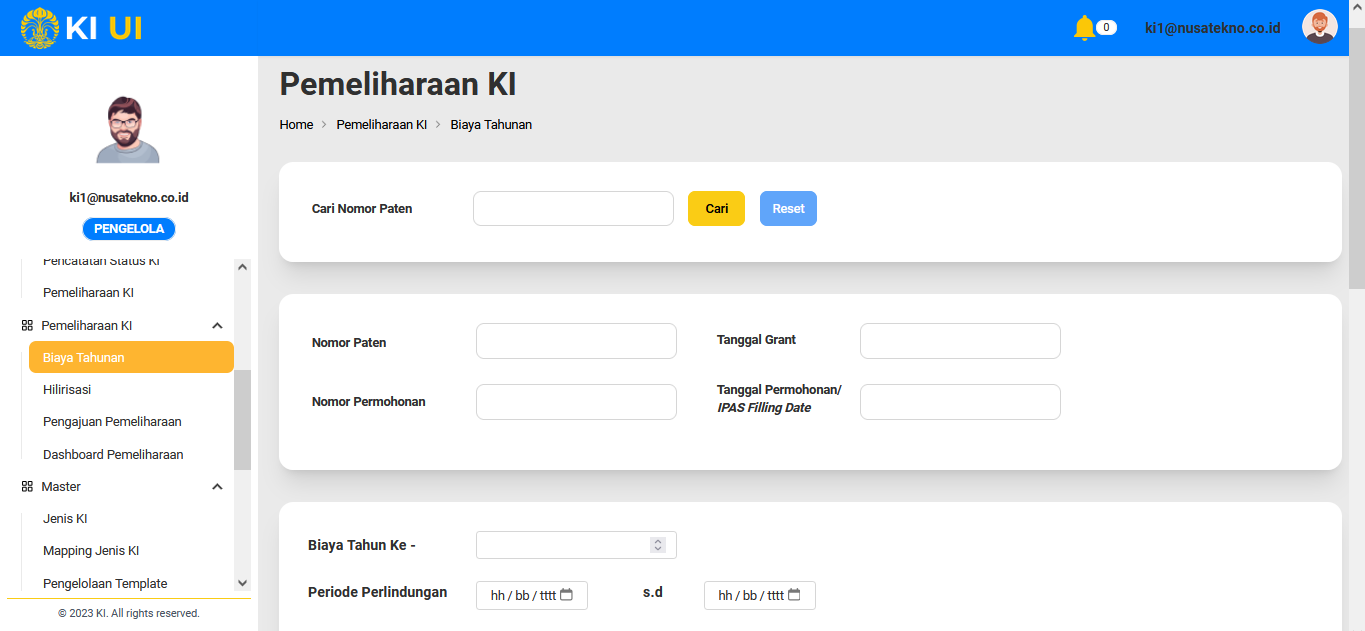 KI UI
0
ki1@nusatekno.co.id
ki1@nusatekno.co.id
PENGELOLA
Pencatatan Status KI
Pemeliharaan KI
Pemeliharaan KI
Biaya Tahunan
Hilirisasi
Pengajuan Pemeliharaan
Dashboard Pemeliharaan
Master
Jenis KI
Mapping Jenis KI
Pengelolaan Template
© 2023 KI. All rights reserved.
Pemeliharaan KI
Home > Pemeliharaan KI > Biaya Tahunan
Cari Nomor Paten
Cari
Reset
Nomor Paten
Tanggal Grant
Nomor Permohonan
Tanggal Permohonan/
IPAS Filling Date
Biaya Tahun Ke -
Periode Perlindungan
hh / bb / tttt
s.d
hh / bb / tttt